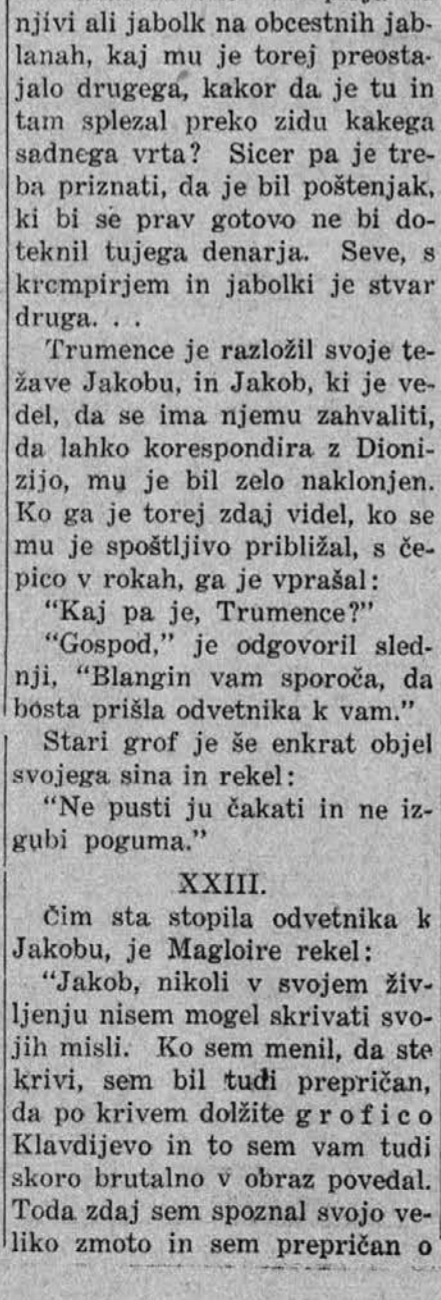 njivi ali jabolk na obcestnih jab-
lanah, kaj mu je torej preosta-
jalo drugega, kakor da je tu in
tam splezal preko zidu kakega
sadnega vrta? Sicer pa je tre-
ba priznati, da je bil poštenjak,
ki bi se prav gotovo ne bi do-
teknil tujega denarja. Seve, s
krempirjem in jabolki je stvar
druga. . .
Trumence je razložil svoje te-
žave Jakobu, in Jakob, ki je ve-
del, da se ima njemu zahvaliti,
da lahko korespondira z Dioni-
zijo, mu je bil zelo naklonjen.
Ko ga je torej zdaj videl, ko se
mu je spoštljivo približal, s če-
pico v rokah, ga je vprašal:
“Kaj pa je, Trumence?”
“Gospod,” je odgovoril sled-
nji, “Blangin vam sporoča, da
bosta prišla odvetnika k vam.”
Stari grof je še enkrat objel
svojega sina in rekel:
“Ne pusti ju čakati in ne iz-
gubi poguma.”
XXIII.
Čim sta stopila odvetnika k
Jakobu, je Magloire rekel:
“Jakob, nikoli v svojem živ-
ljenju nisem mogel skrivati svo-
jih misli. Ko sem menil, da ste
krivi, sem bil tudi prepričan,
da po krivem dolžite grofico
Klavdijevo in to sem vam tudi
skoro brutalno v obraz povedal.
Toda zdaj sem spoznal svojo ve-
liko zmoto in sem prepričan o